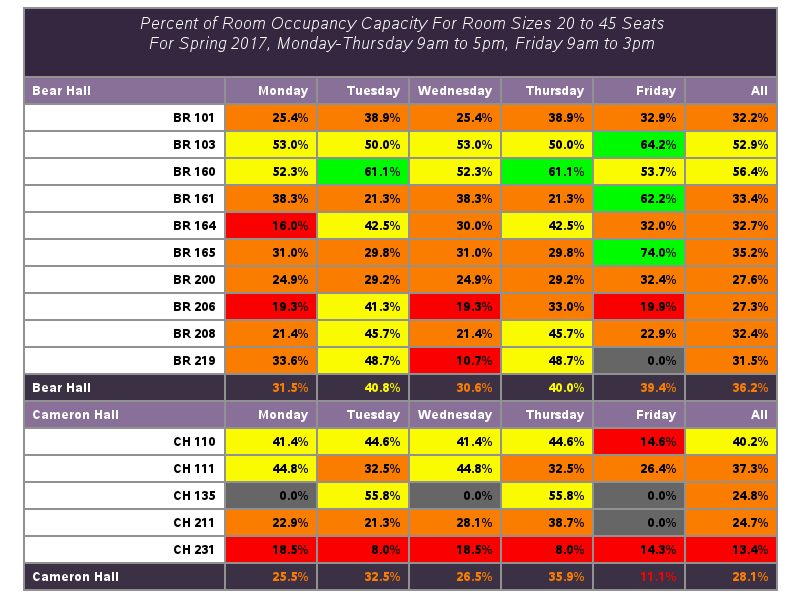 Percent of Room Occupancy Capacity For Room Sizes 20 to 45 Seats
For Spring 2017, Monday-Thursday 9am to 5pm, Friday 9am to 3pm
Bear Hall Monday Tuesday Wednesday Thursday Friday All
BR 101 25.4% 38.9% 25.4% 38.9% 32.9% 32.2%
BR 103 53.0% 50.0% 53.0% 50.0% 64.2% 52.9%
BR 160 52.3% 61.1% 52.3% 61.1% 53.7% 56.4%
BR 161 38.3% 21.3% 38.3% 21.3% 62.2% 33.4%
BR 164 16.0% 42.5% 30.0% 42.5% 32.0% 32.7%
BR 165 31.0% 29.8% 31.0% 29.8% 74.0% 35.2%
BR 200 24.9% 29.2% 24.9% 29.2% 32.4% 27.6%
BR 206 19.3% 41.3% 19.3% 33.0% 19.9% 27.3%
BR 208 21.4% 45.7% 21.4% 45.7% 22.9% 32.4%
BR 219 33.6% 48.7% 10.7% 48.7% 0.0% 31.5%
Bear Hall 31.5% 40.8% 30.6% 40.0% 39.4% 36.2%
Cameron Hall Monday Tuesday Wednesday Thursday Friday All
CH 110 41.4% 44.6% 41.4% 44.6% 14.6% 40.2%
CH 111 44.8% 32.5% 44.8% 32.5% 26.4% 37.3%
CH 135 0.0% 55.8% 0.0% 55.8% 0.0% 24.8%
CH 211 22.9% 21.3% 28.1% 38.7% 0.0% 24.7%
CH 231 18.5% 8.0% 18.5% 8.0% 14.3% 13.4%
Cameron Hall 25.5% 32.5% 26.5% 35.9% 11.1% 28.1%